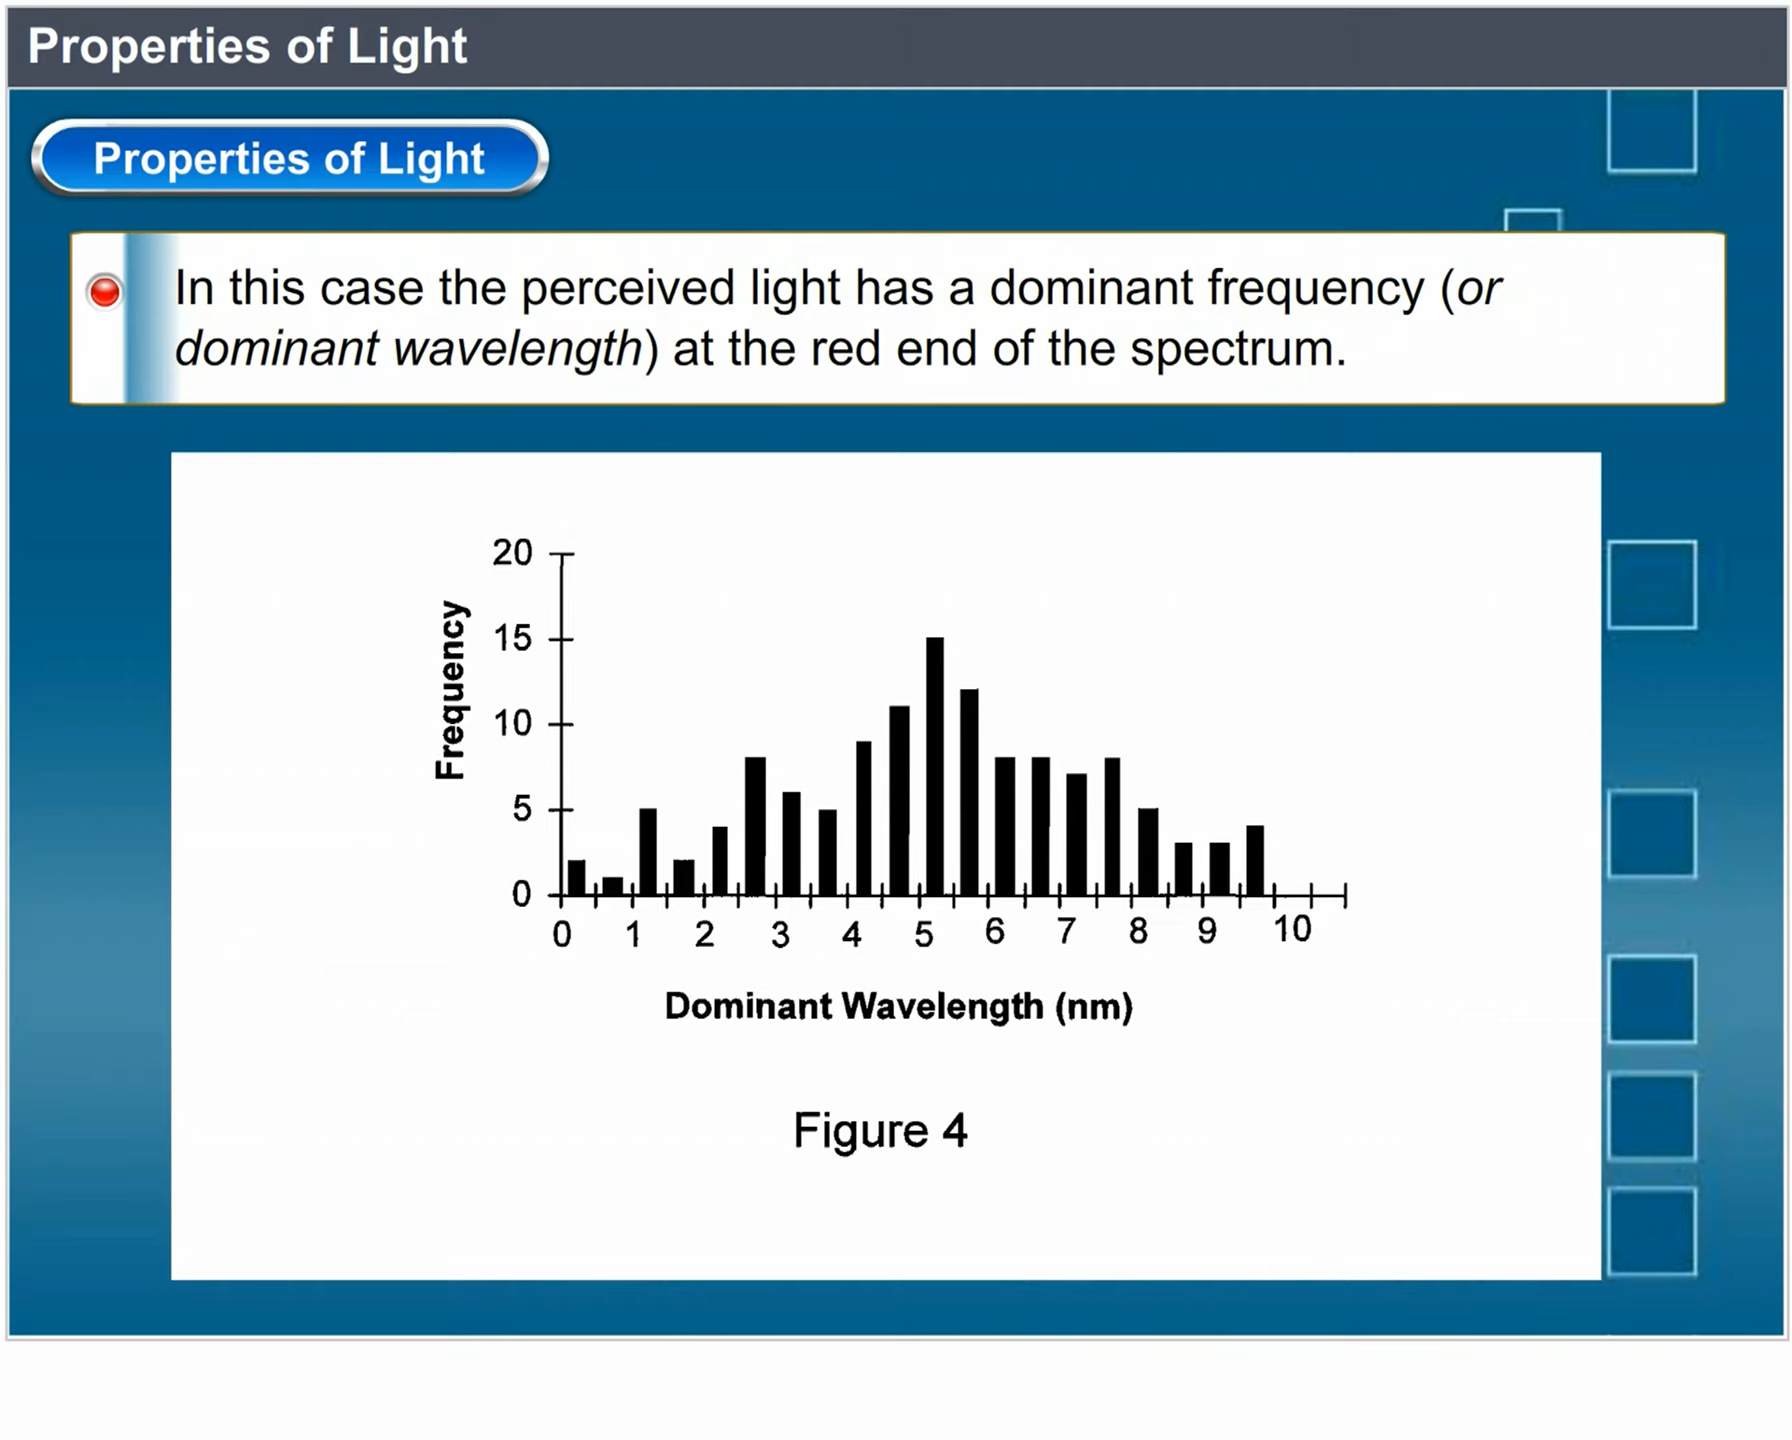 Properties of Light
Properties of Light
In this case the perceived light has a dominant frequency (or
dominant wavelength) at the red end of the spectrum.
20
15
10
5
0
Frequency
0 1 2 3 4 5 6 7 8 9 10
Dominant Wavelength (nm)
Figure 4